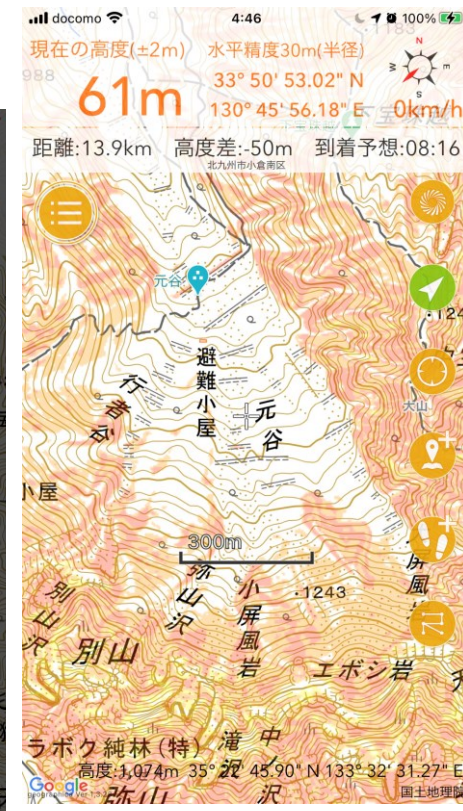 docomo
4:46
100%
現在の高度(±2m)
水平精度30m(半径)
61m
33° 50' 53.02" N
130° 45' 56.18" E
0km/h
N
W
E
S
988
1183
距離:13.9km
高度差:-50m
到着予想:08:16
北九州市小倉南区
元谷
避難小屋
行者谷
元谷
大山
124
小屋
300m
弥山沢
小屏風岩
1243
屏風岩
別山沢
別山
エボシ岩
ラボク純林(特)
滝沢
中ノ沢
弥山
高度:1,074m 35° 22' 45.90" N 133° 32' 31.27" E
Google
国土地理院